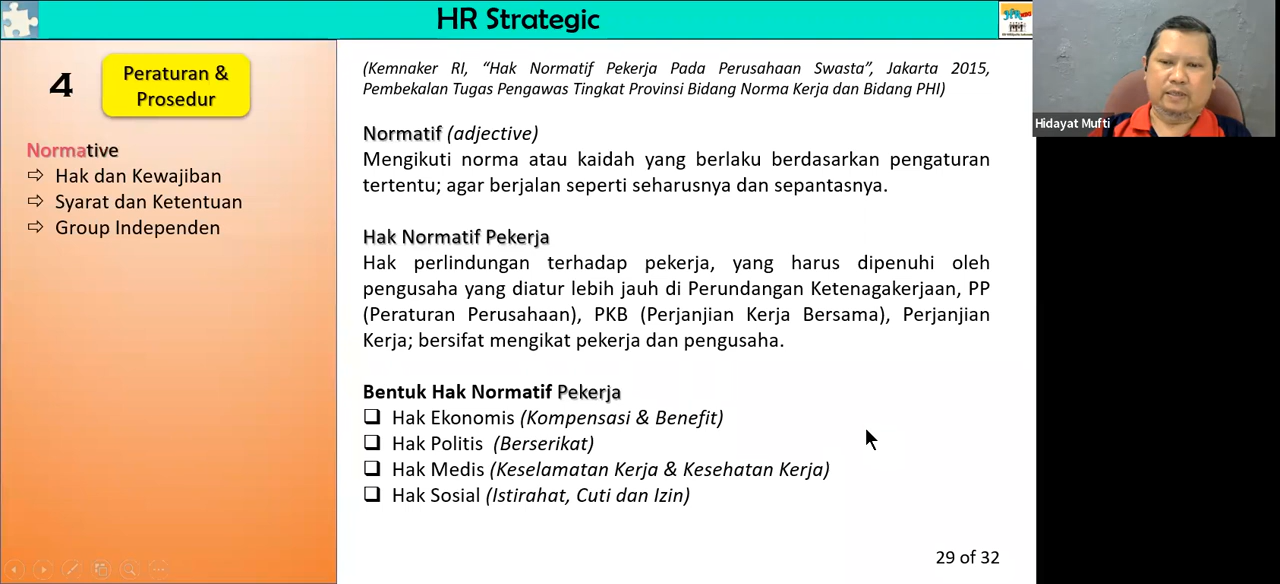 HR Strategic
4
Peraturan &
Prosedur
Normative
Hak dan Kewajiban
Syarat dan Ketentuan
Group Independen
(Kemnaker RI, “Hak Normatif Pekerja Pada Perusahaan Swasta”, Jakarta 2015,
Pembekalan Tugas Pengawas Tingkat Provinsi Bidang Norma Kerja dan Bidang PHI)
Normatif (adjective)
Mengikuti norma atau kaidah yang berlaku berdasarkan pengaturan
tertentu; agar berjalan seperti seharusnya dan sepantasnya.
Hak Normatif Pekerja
Hak perlindungan terhadap pekerja, yang harus dipenuhi oleh
pengusaha yang diatur lebih jauh di Perundangan Ketenagakerjaan, PP
(Peraturan Perusahaan), PKB (Perjanjian Kerja Bersama), Perjanjian
Kerja; bersifat mengikat pekerja dan pengusaha.
Bentuk Hak Normatif Pekerja
Hak Ekonomis (Kompensasi & Benefit)
Hak Politis (Berserikat)
Hak Medis (Keselamatan Kerja & Kesehatan Kerja)
Hak Sosial (Istirahat, Cuti dan Izin)
29 of 32
Hidayat Mufti